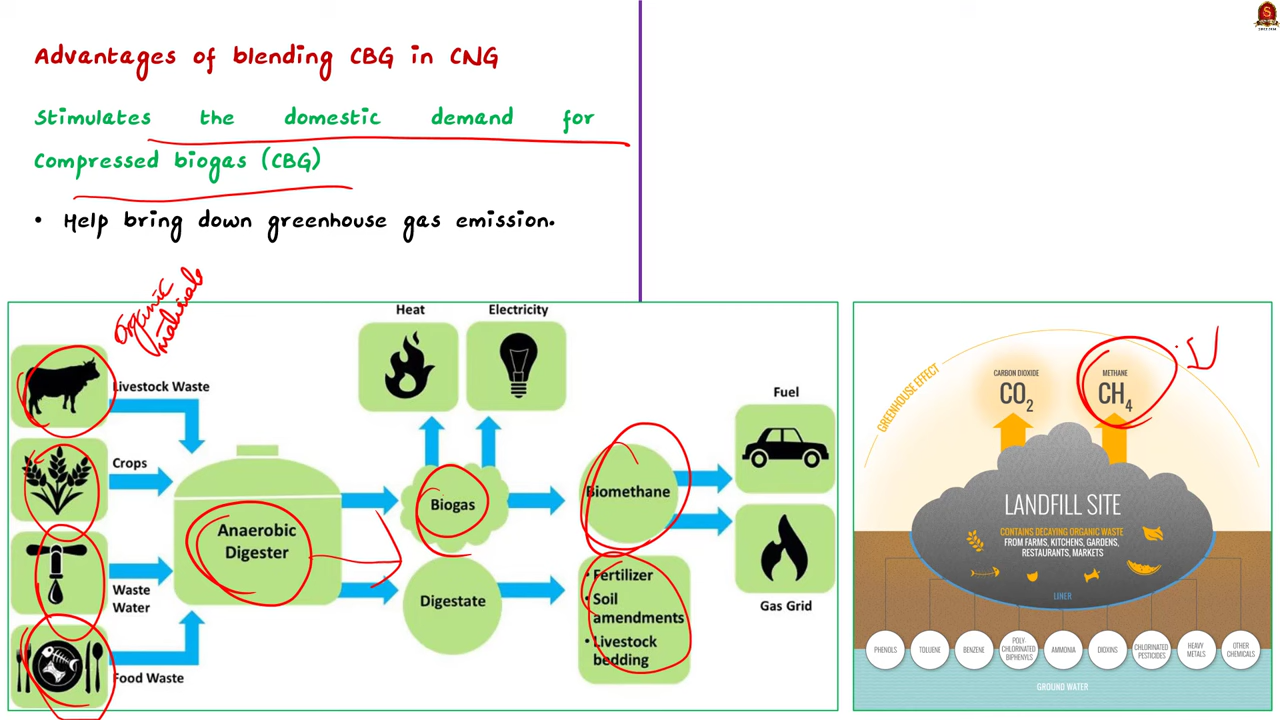 Advantages of blending CBG in CNG
Stimulates the domestic demand for
Compressed biogas (CBG)
• Help bring down greenhouse gas emission.
Organic
materials
Livestock Waste
Crops
Waste
Water
Food Waste
Anaerobic
Digester
Heat
Electricity
Biogas
Digestate
Biomethane
• Fertilizer
• Soil
amendments
• Livestock
bedding
Fuel
Gas Grid
GREENHOUSE EFFECT
CARBON DIOXIDE
CO2
METHANE
CH4
LANDFILL SITE
CONTAINS DECAYING ORGANIC WASTE
FROM FARMS, KITCHENS, GARDENS,
RESTAURANTS, MARKETS
LINER
PHENOLS
TOLUENE
BENZENE
POLY
CHLORINATED
BIPHENYLS
AMMONIA
DIOXINS
CHLORINATED
PESTICIDES
HEAVY
METALS
OTHER
CHEMICALS
GROUND WATER